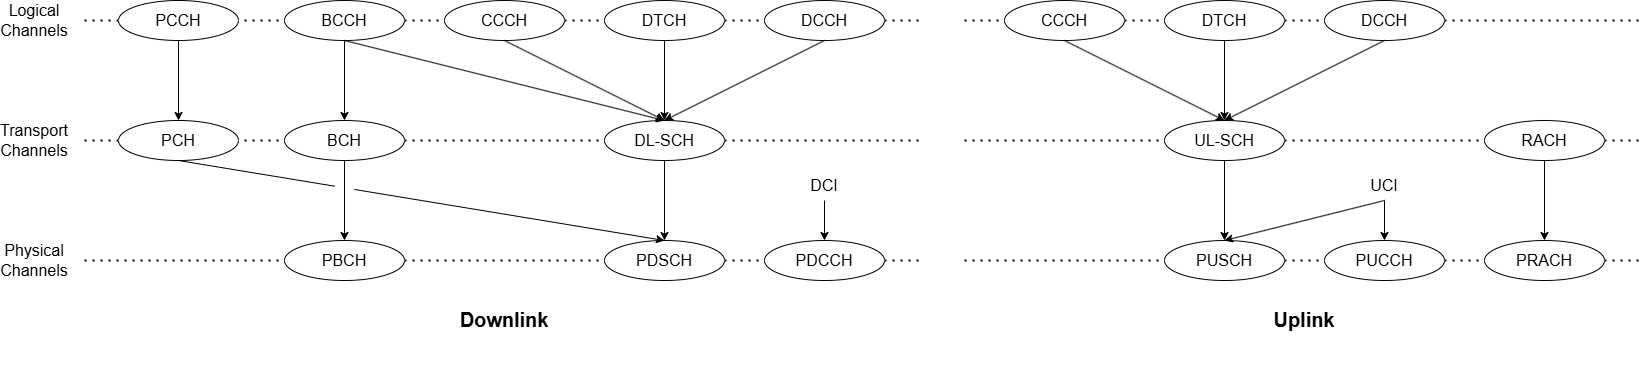 Logical
Channels
PCCH
BCCH
CCCH
DTCH
DCCH
CCCH
DTCH
DCCH
Transport
Channels
PCH
BCH
DL-SCH
UL-SCH
RACH
DCI
UCI
Physical
Channels
PBCH
PDSCH
PDCCH
PUSCH
PUCCH
PRACH
Downlink
Uplink